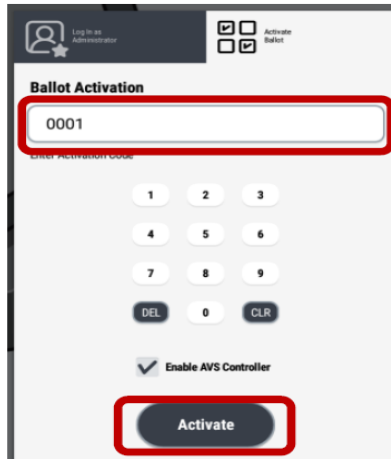 Log In as
Administrator
Activate
Ballot
Ballot Activation
0001
Enter Activation Code
1 2 3
4 5 6
7 8 9
DEL 0 CLR
Enable AVS Controller
Activate